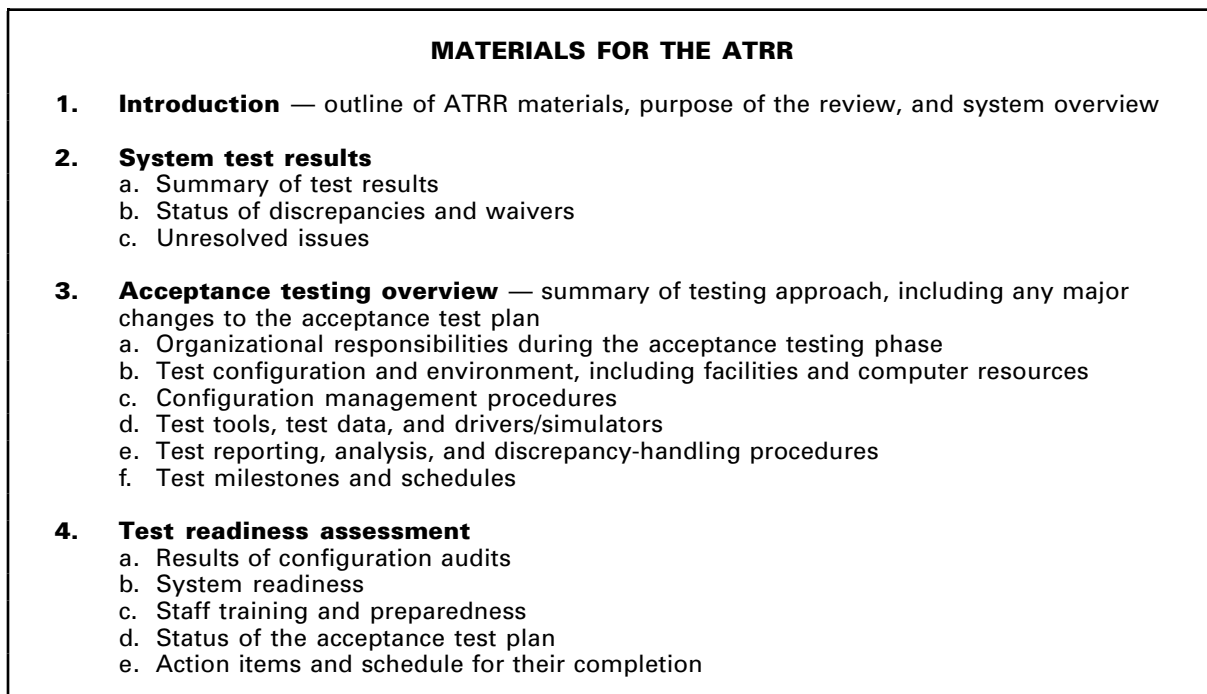 MATERIALS FOR THE ATRR
1. Introduction — outline of ATRR materials, purpose of the review, and system overview
2. System test results
a. Summary of test results
b. Status of discrepancies and waivers
c. Unresolved issues
3. Acceptance testing overview — summary of testing approach, including any major
changes to the acceptance test plan
a. Organizational responsibilities during the acceptance testing phase
b. Test configuration and environment, including facilities and computer resources
c. Configuration management procedures
d. Test tools, test data, and drivers/simulators
e. Test reporting, analysis, and discrepancy-handling procedures
f. Test milestones and schedules
4. Test readiness assessment
a. Results of configuration audits
b. System readiness
c. Staff training and preparedness
d. Status of the acceptance test plan
e. Action items and schedule for their completion